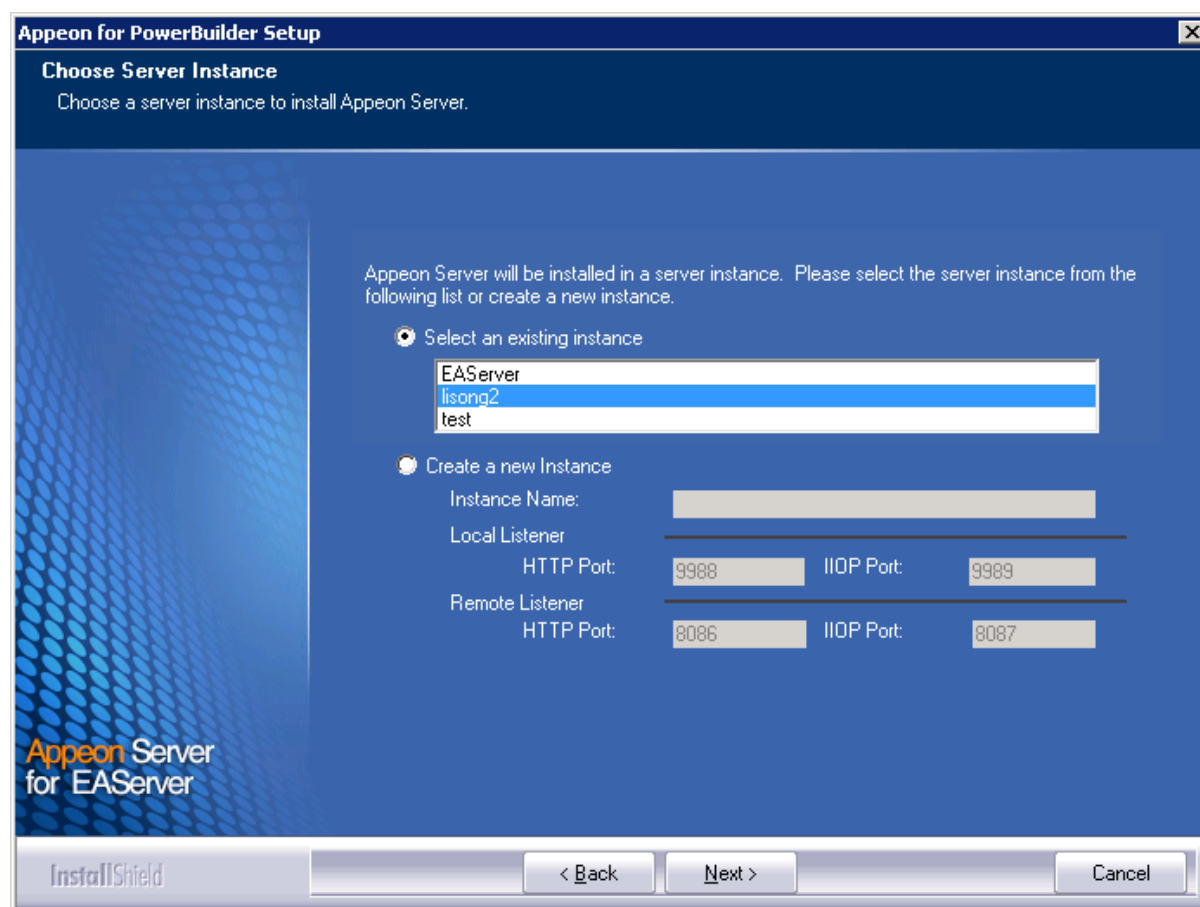 Appeon for PowerBuilder Setup
Choose Server Instance
Choose a server instance to install Appeon Server.
Appeon Server will be installed in a server instance.  Please select the server instance from the
following list or create a new instance.
Select an existing instance
EAServer
lisong2
test
Create a new Instance
Instance Name:
Local Listener
HTTP Port: 9988 IIOP Port: 9989
Remote Listener
HTTP Port: 8086 IIOP Port: 8087
Appeon Server
for EAServer
InstallShield
< Back Next > Cancel